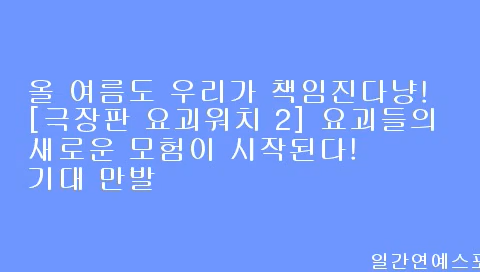 올 여름도 우리가 책임진다냥!
[극장판 요괴워치 2] 요괴들의
새로운 모험이 시작된다!
기대 만발
일간연예스포